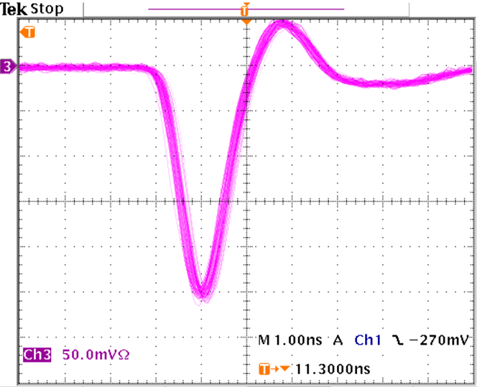 Tek Stop
T
T
3
M 1.00ns A Ch1 -270mV
Ch3 50.0mVΩ
T 11.3000ns